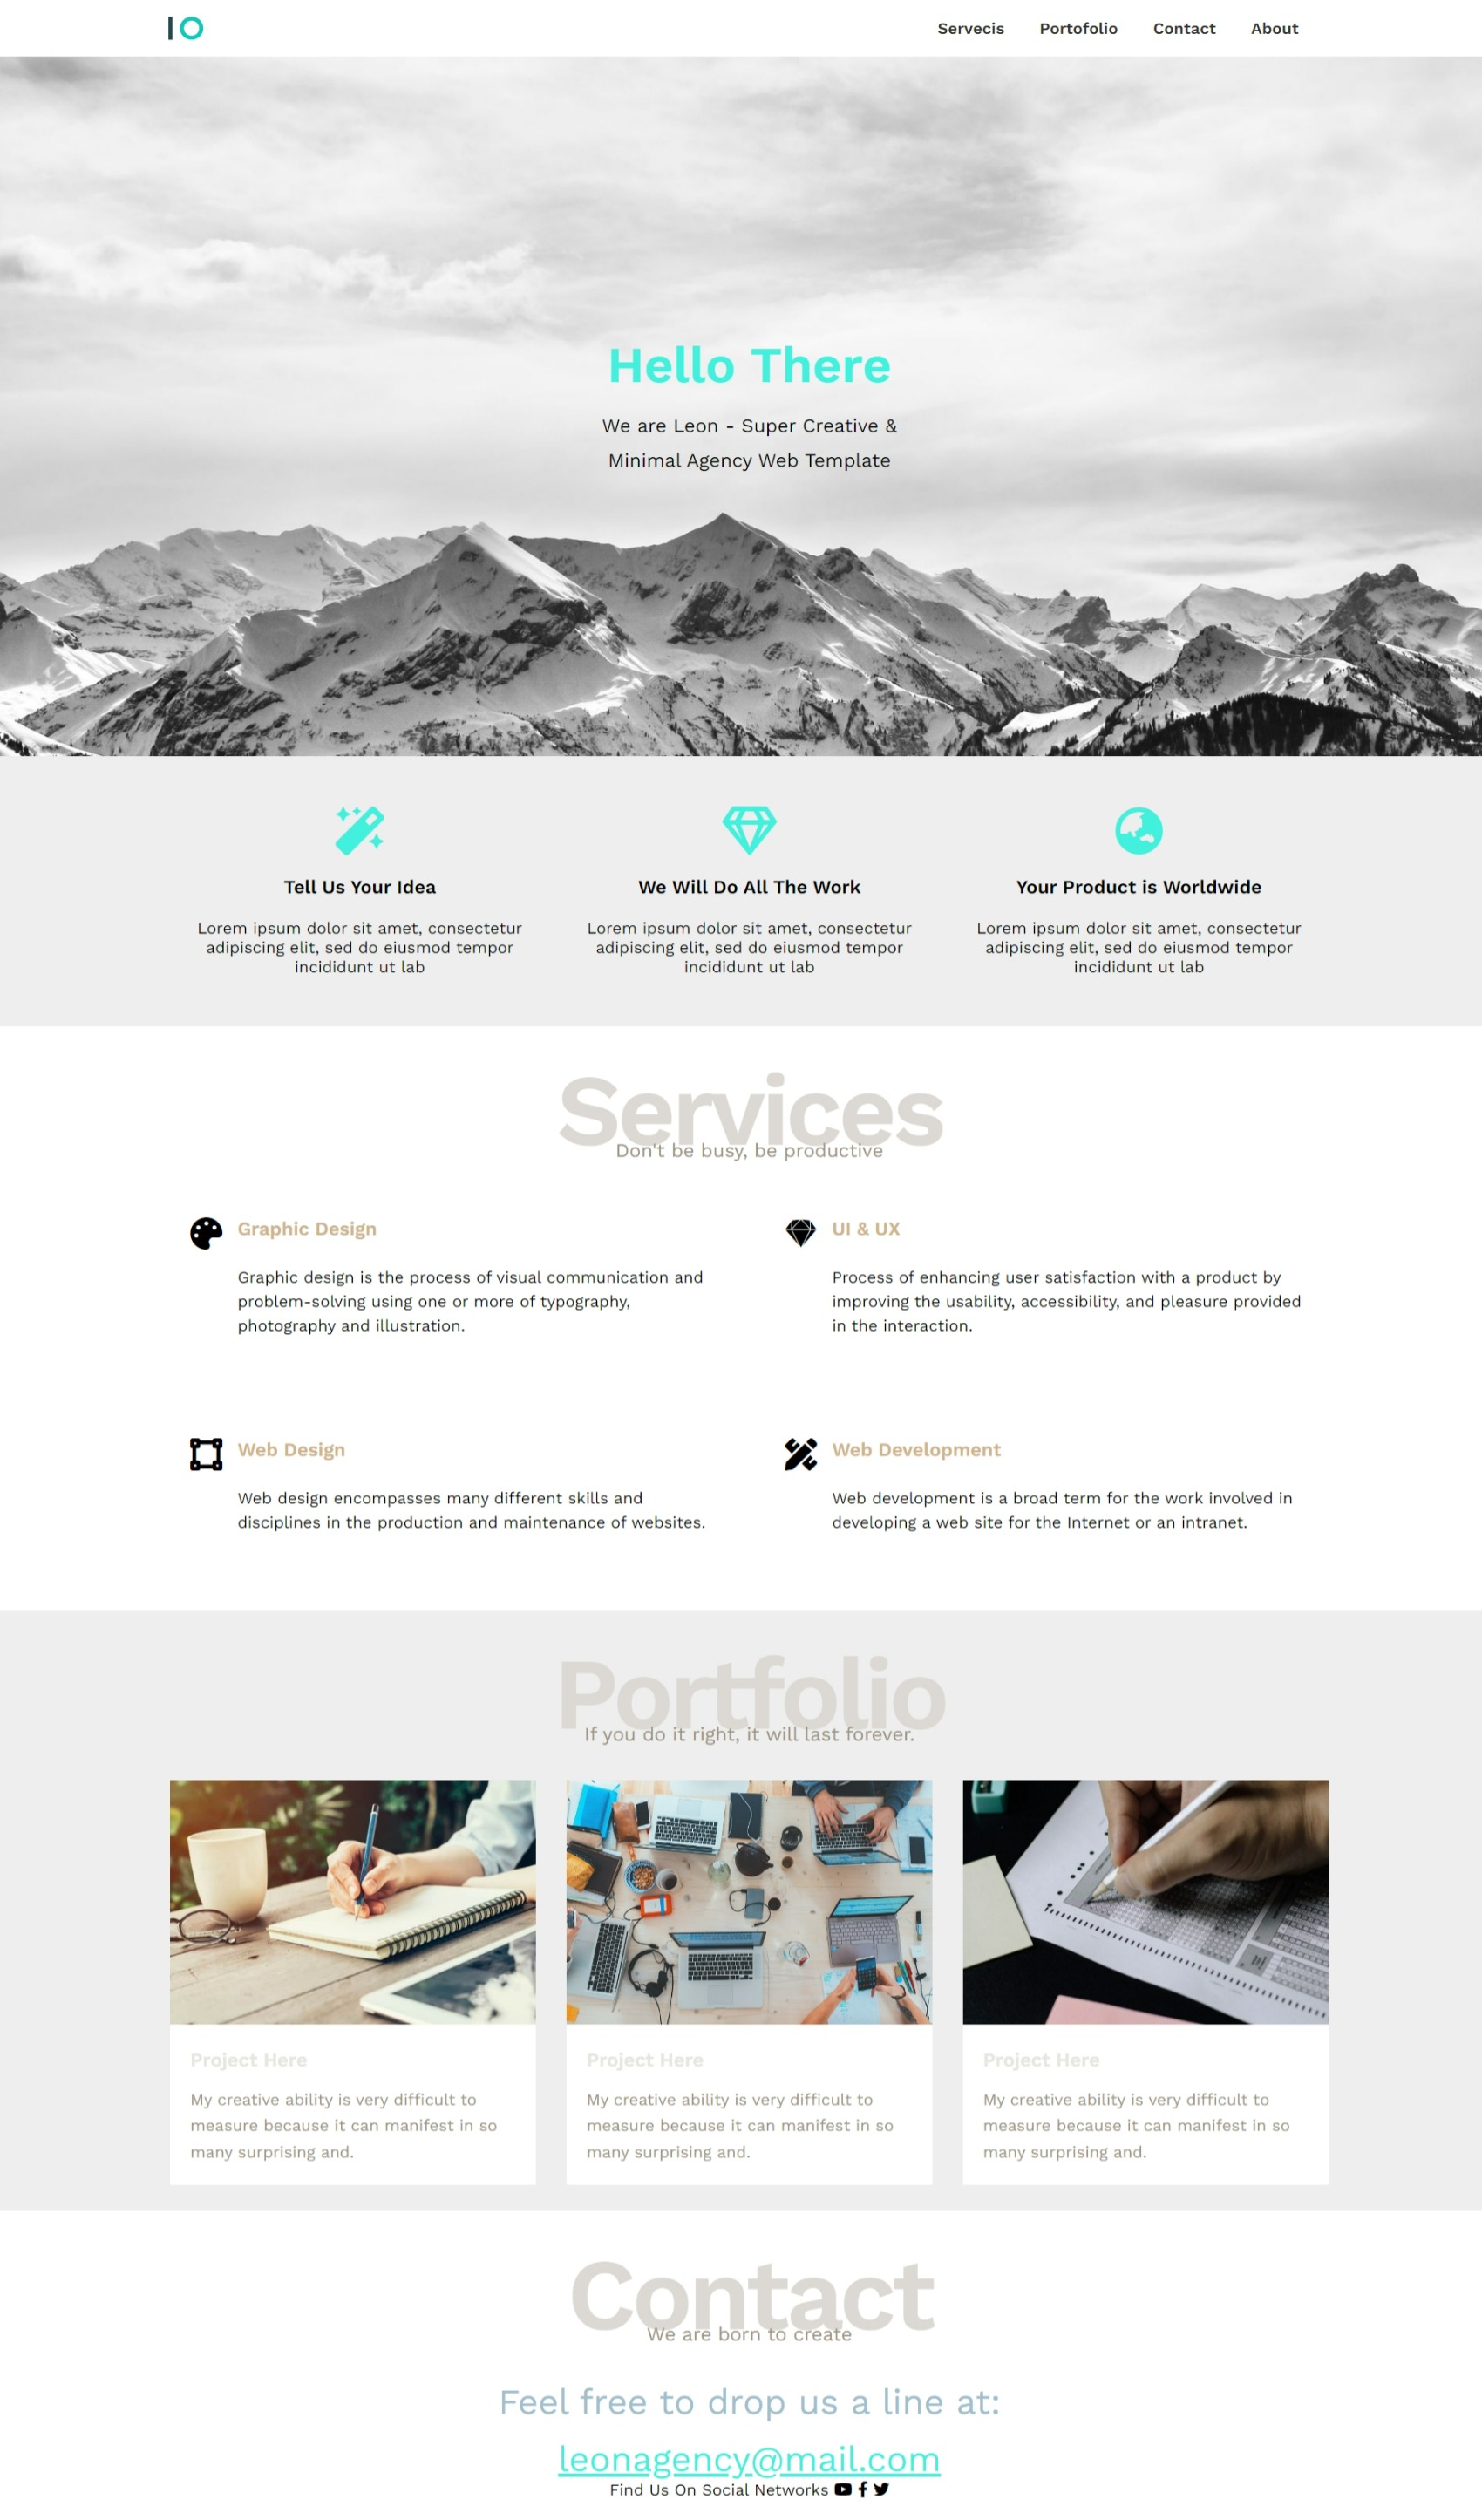 IO
Servecis Portofolio Contact About
Hello There
We are Leon - Super Creative &
Minimal Agency Web Template
Tell Us Your Idea
Lorem ipsum dolor sit amet, consectetur
adipiscing elit, sed do eiusmod tempor
incididunt ut lab
We Will Do All The Work
Lorem ipsum dolor sit amet, consectetur
adipiscing elit, sed do eiusmod tempor
incididunt ut lab
Your Product is Worldwide
Lorem ipsum dolor sit amet, consectetur
adipiscing elit, sed do eiusmod tempor
incididunt ut lab
Services
Don't be busy, be productive
Graphic Design
Graphic design is the process of visual communication and
problem-solving using one or more of typography,
photography and illustration.
UI & UX
Process of enhancing user satisfaction with a product by
improving the usability, accessibility, and pleasure provided
in the interaction.
Web Design
Web design encompasses many different skills and
disciplines in the production and maintenance of websites.
Web Development
Web development is a broad term for the work involved in
developing a web site for the Internet or an intranet.
Portfolio
If you do it right, it will last forever.
Project Here
My creative ability is very difficult to
measure because it can manifest in so
many surprising and.
Project Here
My creative ability is very difficult to
measure because it can manifest in so
many surprising and.
Project Here
My creative ability is very difficult to
measure because it can manifest in so
many surprising and.
Contact
We are born to create
Feel free to drop us a line at:
leonagency@mail.com
Find Us On Social Networks